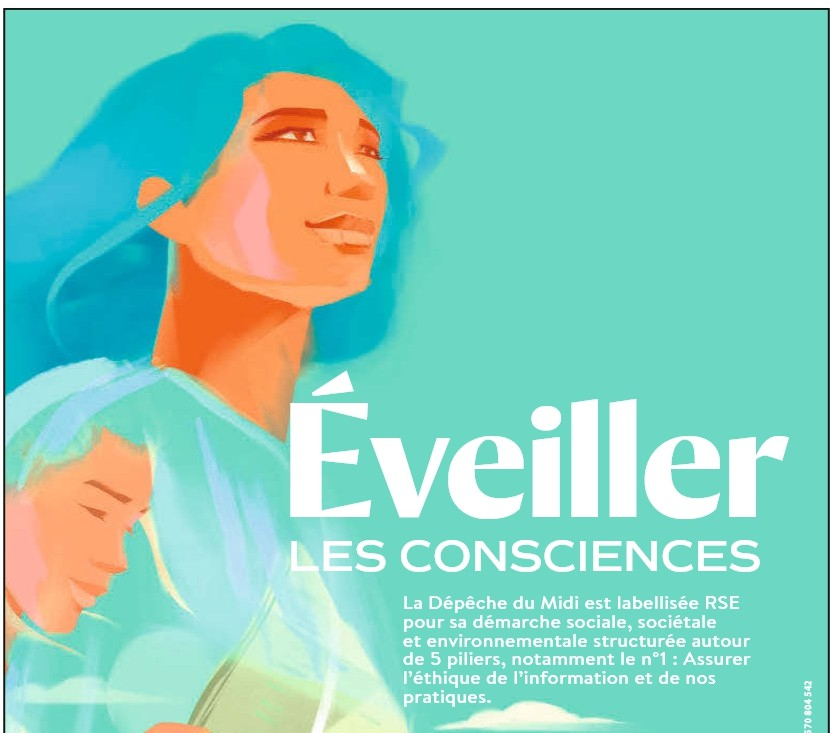 Éveiller
LES CONSCIENCES
La Dépêche du Midi est labellisée RSE
pour sa démarche sociale, sociétale
et environnementale structurée autour
de 5 piliers, notamment le n°1 : Assurer
l'éthique de l'information et de nos
pratiques.
570 804 542